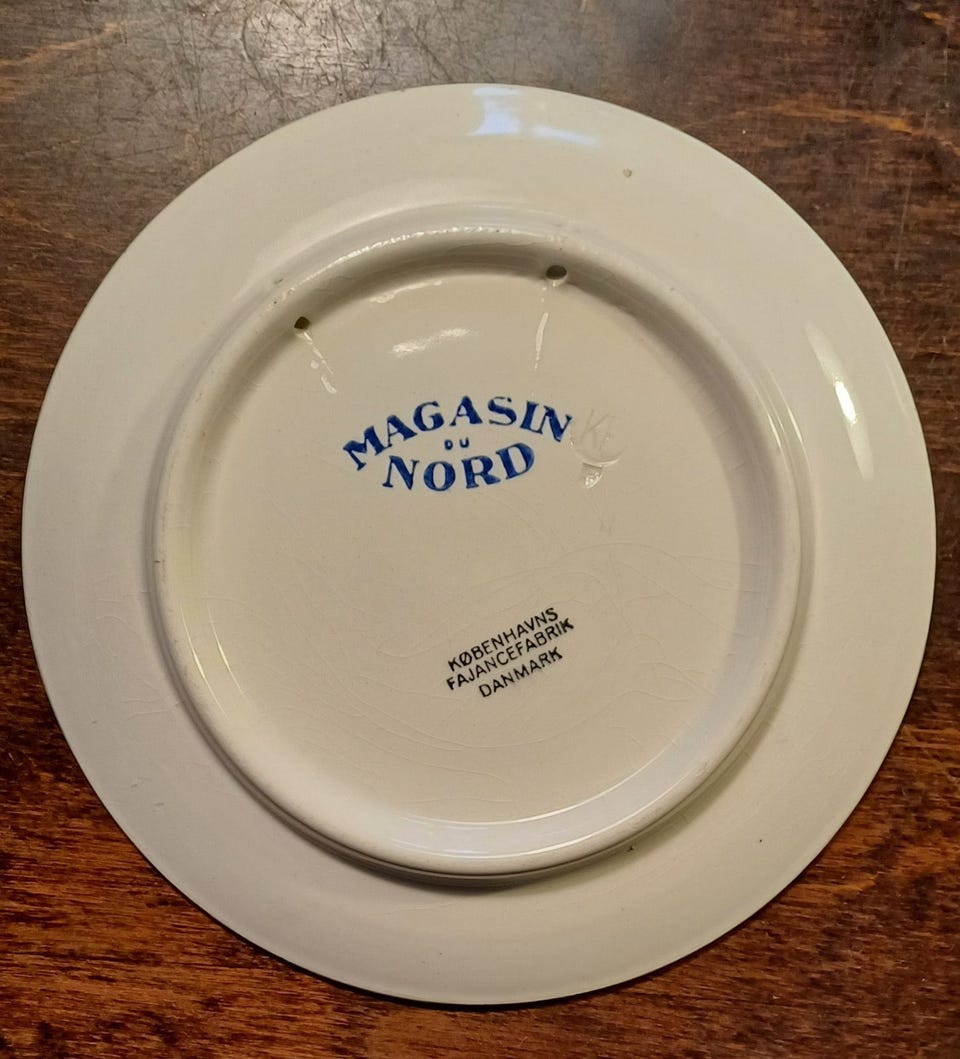 MAGASIN
DU
NORD
KØBENHAVNS
FAJANCEFABRIK
DANMARK